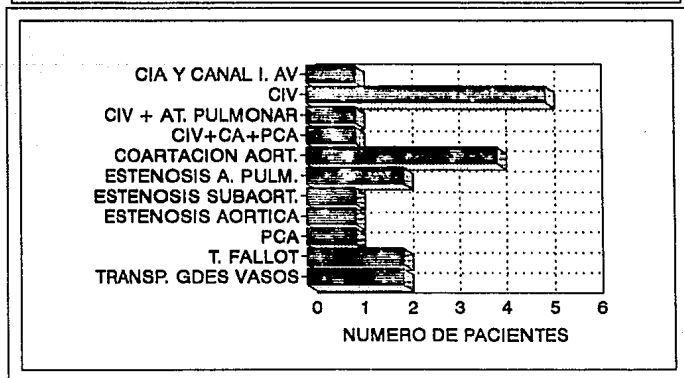 CIA Y CANAL I. AV
CIV
CIV + AT. PULMONAR
CIV+CA+PCA
COARTACION AORT.
ESTENOSIS A. PULM.
ESTENOSIS SUBAORT.
ESTENOSIS AORTICA
PCA
T. FALLOT
TRANSP. GDES VASOS
0 1 2 3 4 5 6
NUMERO DE PACIENTES